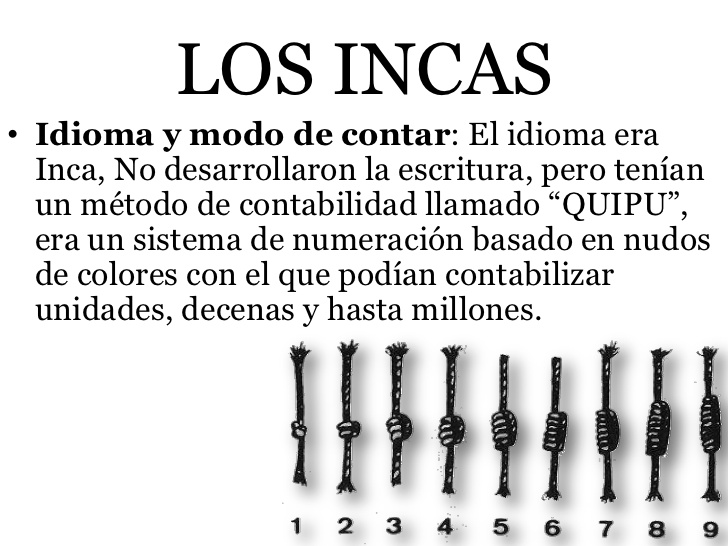 LOS INCAS
• Idioma y modo de contar: El idioma era
Inca, No desarrollaron la escritura, pero tenían
un método de contabilidad llamado “QUIPU”,
era un sistema de numeración basado en nudos
de colores con el que podían contabilizar
unidades, decenas y hasta millones.
1 2 3 4 5 6 7 8 9